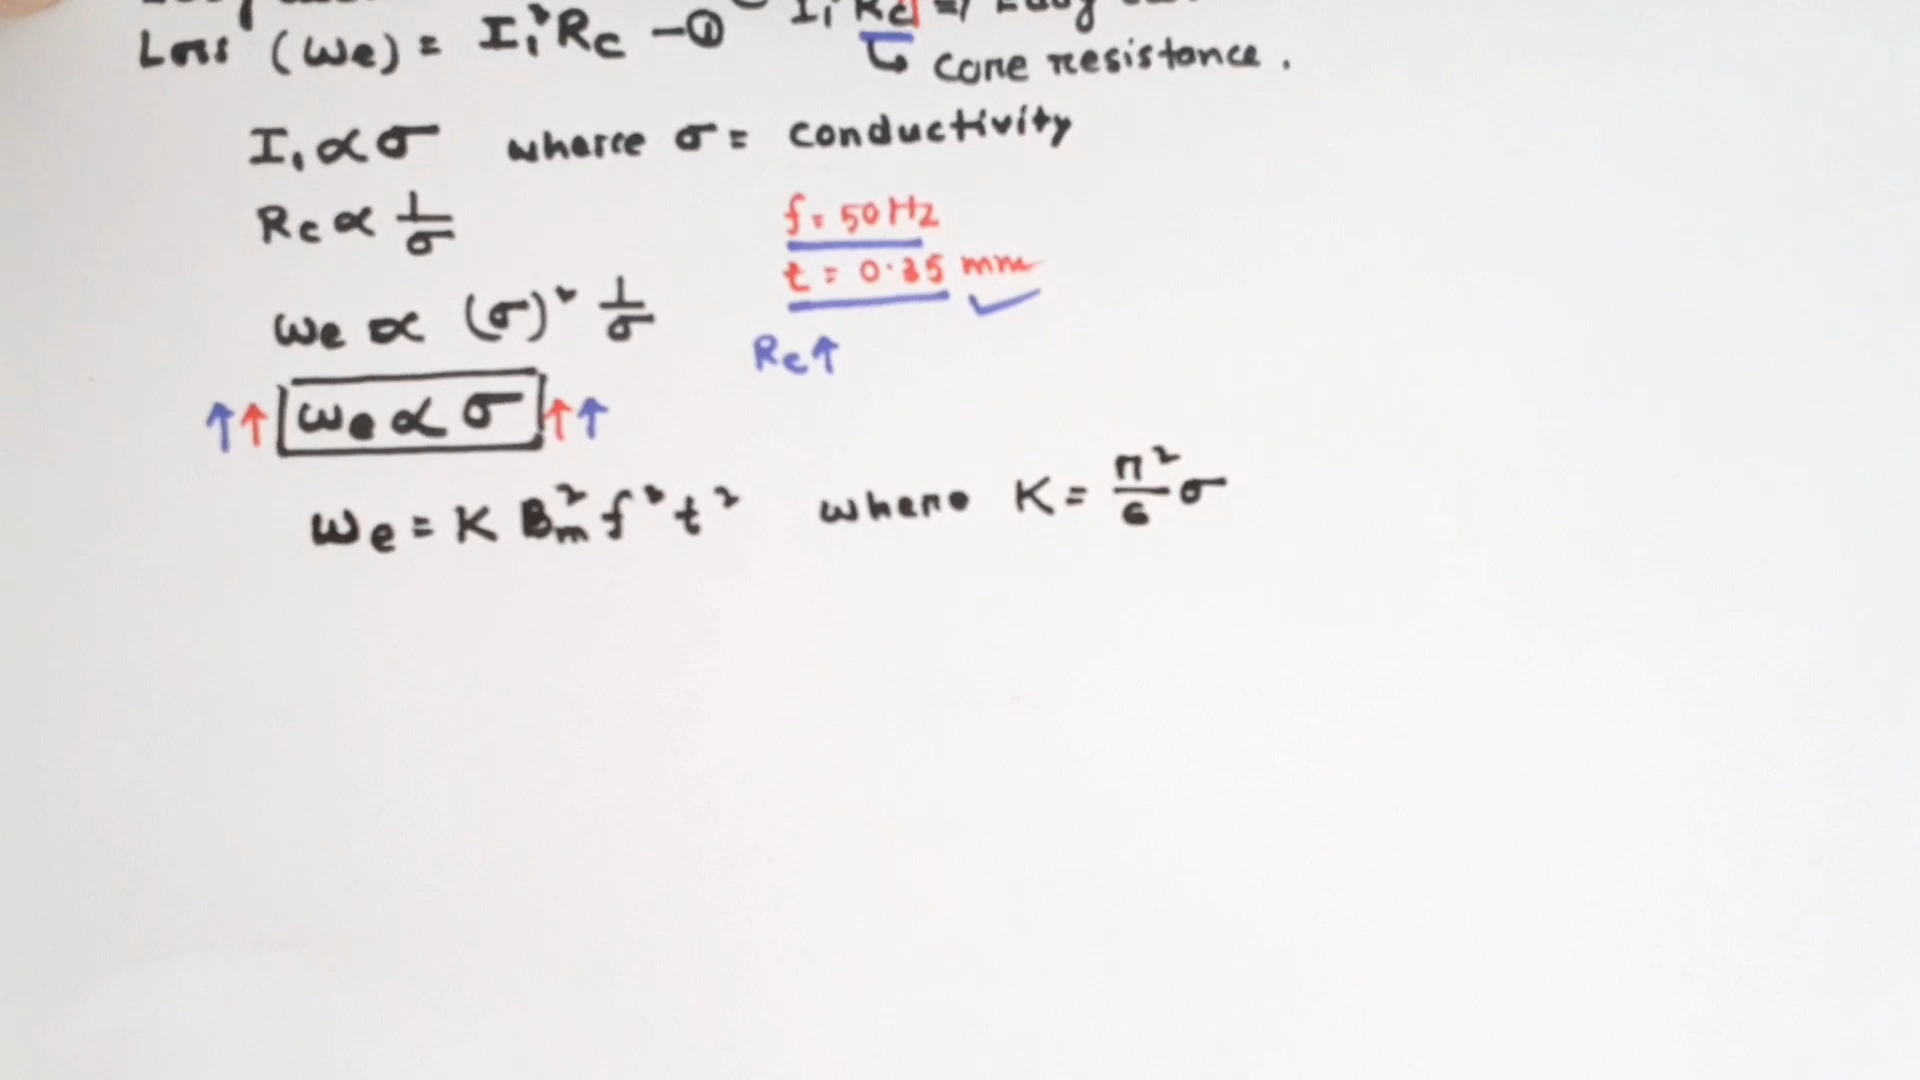 Loss (We) = I₁²Rc -①
I₁ Rc ⇒
↳ core resistance.
I₁ ∝ σ where σ = conductivity
Rc ∝ 1/σ
f = 50 Hz
t = 0.35 mm
We ∝ (σ)² 1/σ
Rc↑
↑↑ We ∝ σ ↑↑
We = K Bm² f² t² where K = π²/6 σ